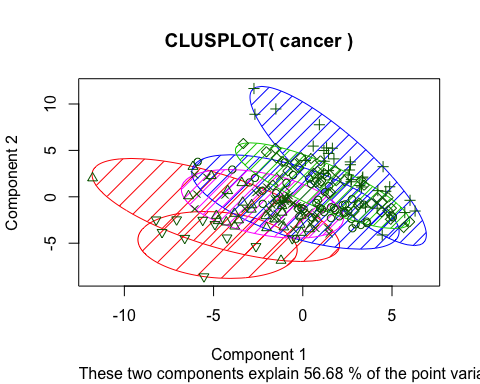 CLUSPLOT( cancer )
Component 2
10
5
0
-5
-10 -5 0 5
Component 1
These two components explain 56.68 % of the point varia